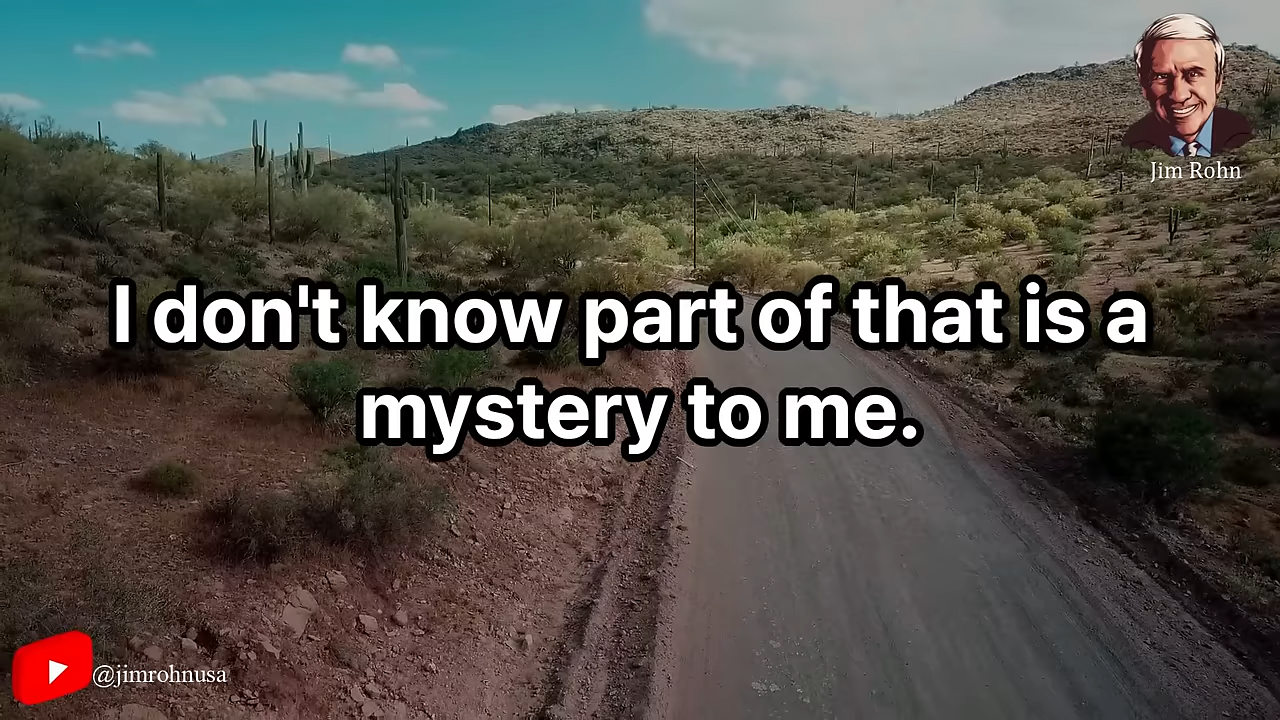 Jim Rohn
I don't know part of that is a
mystery to me.
@jimrohnusa